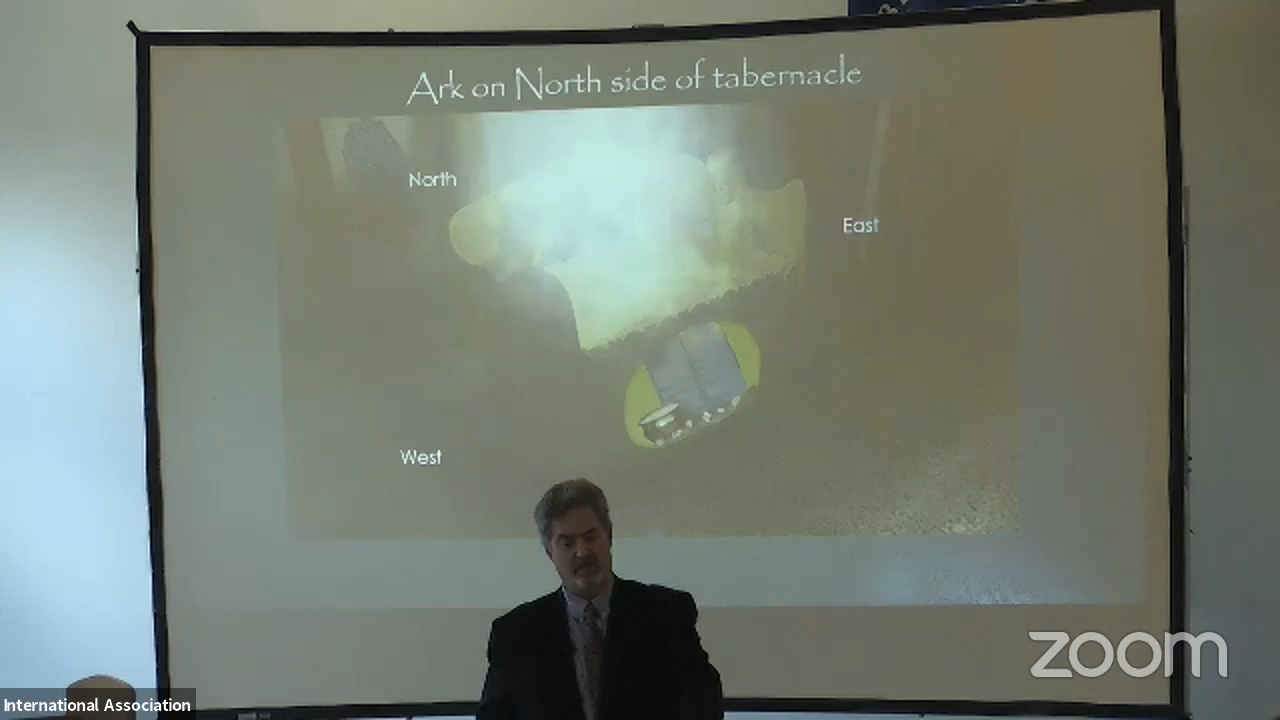 Ark on North side of tabernacle
North
East
West
zoom
International Association